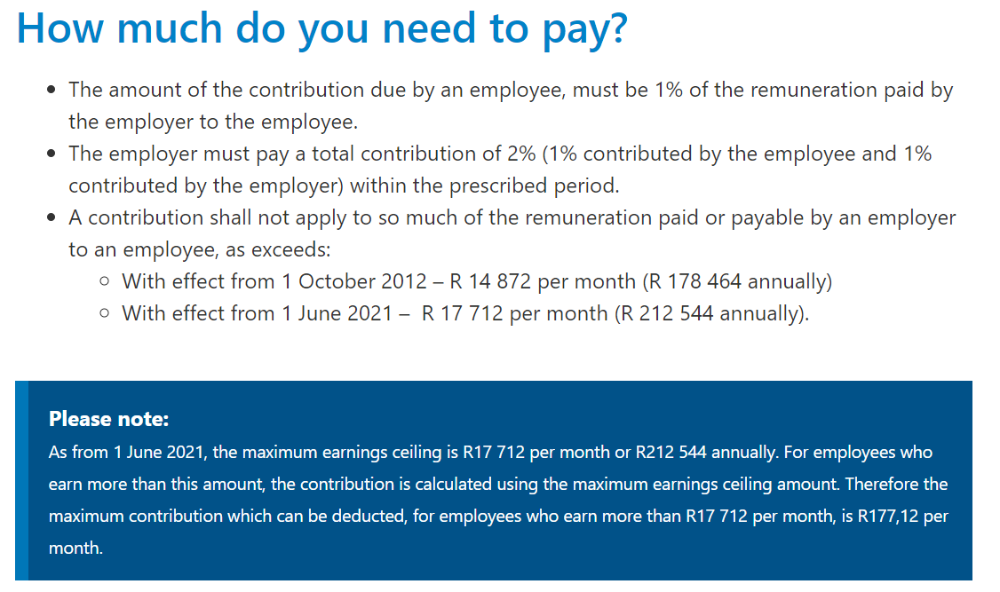 How much do you need to pay?
• The amount of the contribution due by an employee, must be 1% of the remuneration paid by
the employer to the employee.
• The employer must pay a total contribution of 2% (1% contributed by the employee and 1%
contributed by the employer) within the prescribed period.
• A contribution shall not apply to so much of the remuneration paid or payable by an employer
to an employee, as exceeds:
○ With effect from 1 October 2012 – R 14 872 per month (R 178 464 annually)
○ With effect from 1 June 2021 –  R 17 712 per month (R 212 544 annually).
Please note:
As from 1 June 2021, the maximum earnings ceiling is R17 712 per month or R212 544 annually. For employees who
earn more than this amount, the contribution is calculated using the maximum earnings ceiling amount. Therefore the
maximum contribution which can be deducted, for employees who earn more than R17 712 per month, is R177,12 per
month.